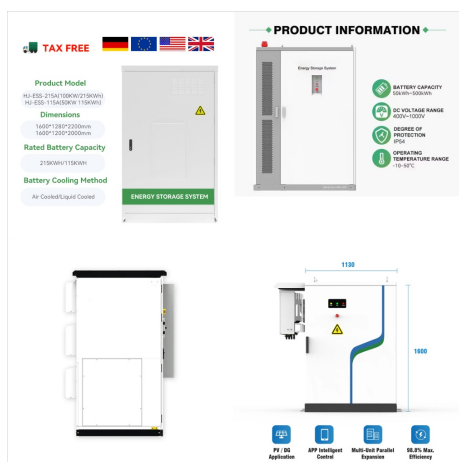 TAX FREE
Product Model
HJ-ESS-215A(100KW/215KWh)
HJ-ESS-115A(50KW 115KWh)
Dimensions
1600*1280*2200mm
1600*1200*2000mm
Rated Battery Capacity
215KWH/115KWH
Battery Cooling Method
Air Cooled/Liquid Cooled
ENERGY STORAGE SYSTEM
PRODUCT INFORMATION
Energy Storage System
BATTERY CAPACITY
50kWh~500kWh
DC VOLTAGE RANGE
400V~1000V
DEGREE OF
PROTECTION
IP54
OPERATING
TEMPERATURE RANGE
-10~50°C
1130
1600
PV / DG
Application
APP Intelligent
Control
Multi-Unit Parallel
Expansion
98.0% Max.
Efficiency